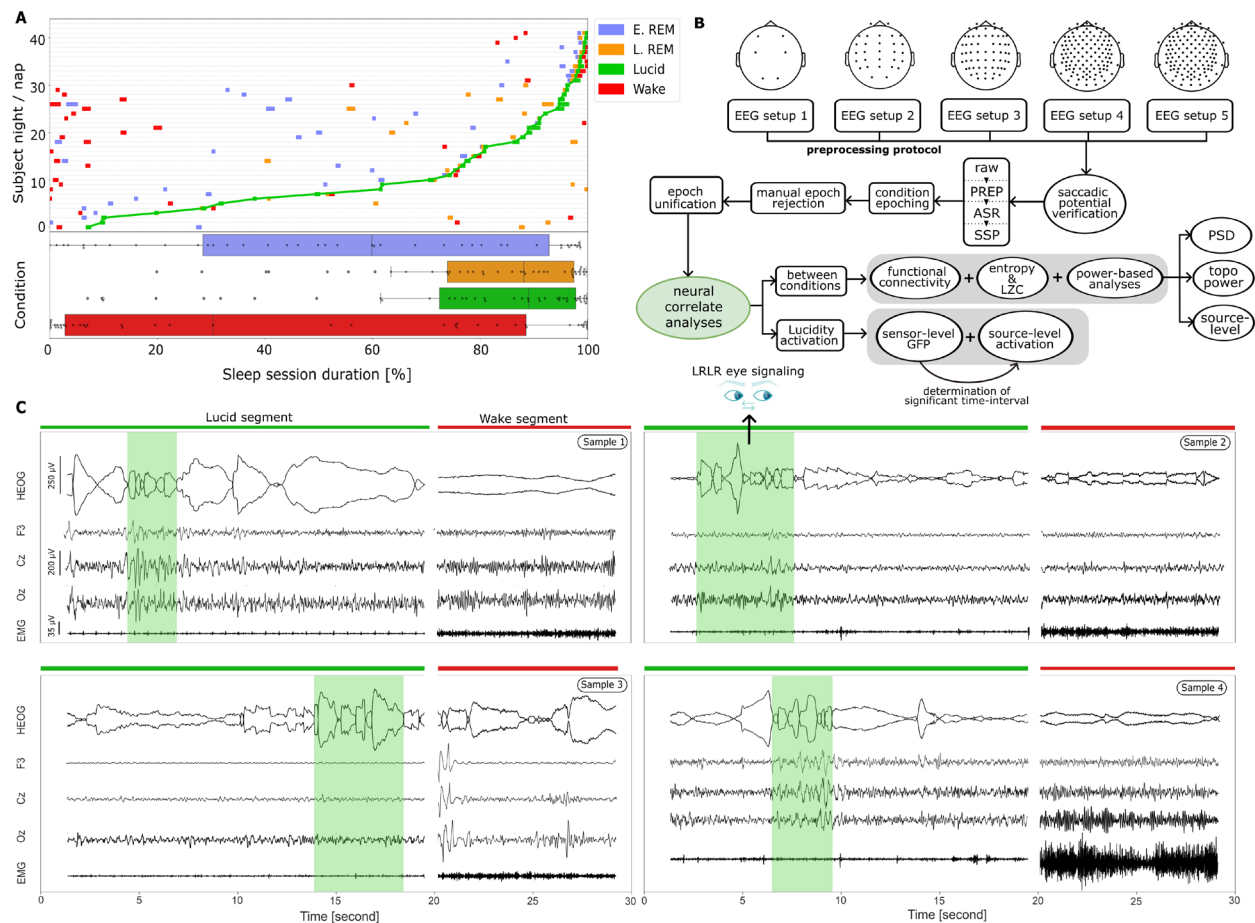 A
Subject night / nap
40
30
20
10
0
E. REM
L. REM
Lucid
Wake
Condition
0
20
40
60
80
100
Sleep session duration [%]
B
EEG setup 1
EEG setup 2
EEG setup 3
EEG setup 4
EEG setup 5
preprocessing protocol
epoch
unification
manual epoch
rejection
condition
epoching
raw
PREP
ASR
SSP
saccadic
potential
verification
neural
correlate
analyses
between
conditions
functional
connectivity
+
entropy
&
LZC
+
power-based
analyses
PSD
topo
power
source-
level
Lucidity
activation
sensor-level
GFP
+
source-level
activation
determination of
significant time-interval
LRLR eye signaling
C
Lucid segment
Wake segment
Sample 1
HEOG
250 μV
F3
Cz
200 μV
Oz
EMG
35 μV
Sample 2
Sample 3
HEOG
F3
Cz
Oz
EMG
0
5
10
15
20
25
30
Time [second]
Sample 4
0
5
10
15
20
25
30
Time [second]